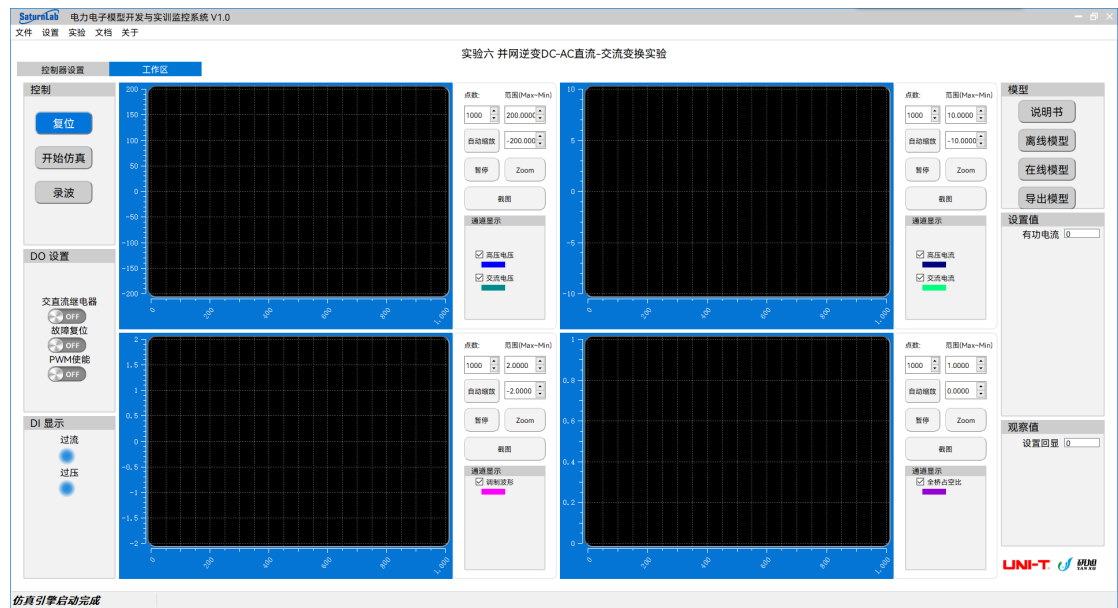 SaturnLab 电力电子模型开发与实训监控系统 V1.0
文件 设置 实验 文档 关于
实验六 并网逆变DC-AC直流-交流变换实验
控制器设置 工作区
控制
复位
开始仿真
录波
DO 设置
交直流继电器
OFF
故障复位
OFF
PWM使能
OFF
DI 显示
过流
过压
200
150
100
50
0
-50
-100
-150
-200
0 200 400 600 800 1,000
点数: 范围(Max~Min)
1000 200.0000
自动缩放 -200.000
暂停 Zoom
截图
通道显示
高压电压
交流电压
10
5
0
-5
-10
0 200 400 600 800 1,000
点数: 范围(Max~Min)
1000 10.0000
自动缩放 -10.0000
暂停 Zoom
截图
通道显示
高压电流
交流电流
2
1.5
1
0.5
0
-0.5
-1
-1.5
-2
0 200 400 600 800 1,000
点数: 范围(Max~Min)
1000 2.0000
自动缩放 -2.0000
暂停 Zoom
截图
通道显示
调制波形
1
0.8
0.6
0.4
0.2
0
0 200 400 600 800 1,000
点数: 范围(Max~Min)
1000 1.0000
自动缩放 0.0000
暂停 Zoom
截图
通道显示
全桥占空比
模型
说明书
离线模型
在线模型
导出模型
设置值
有功电流 0
观察值
设置回显 0
UNI-T 研旭
YAN XU
仿真引擎启动完成